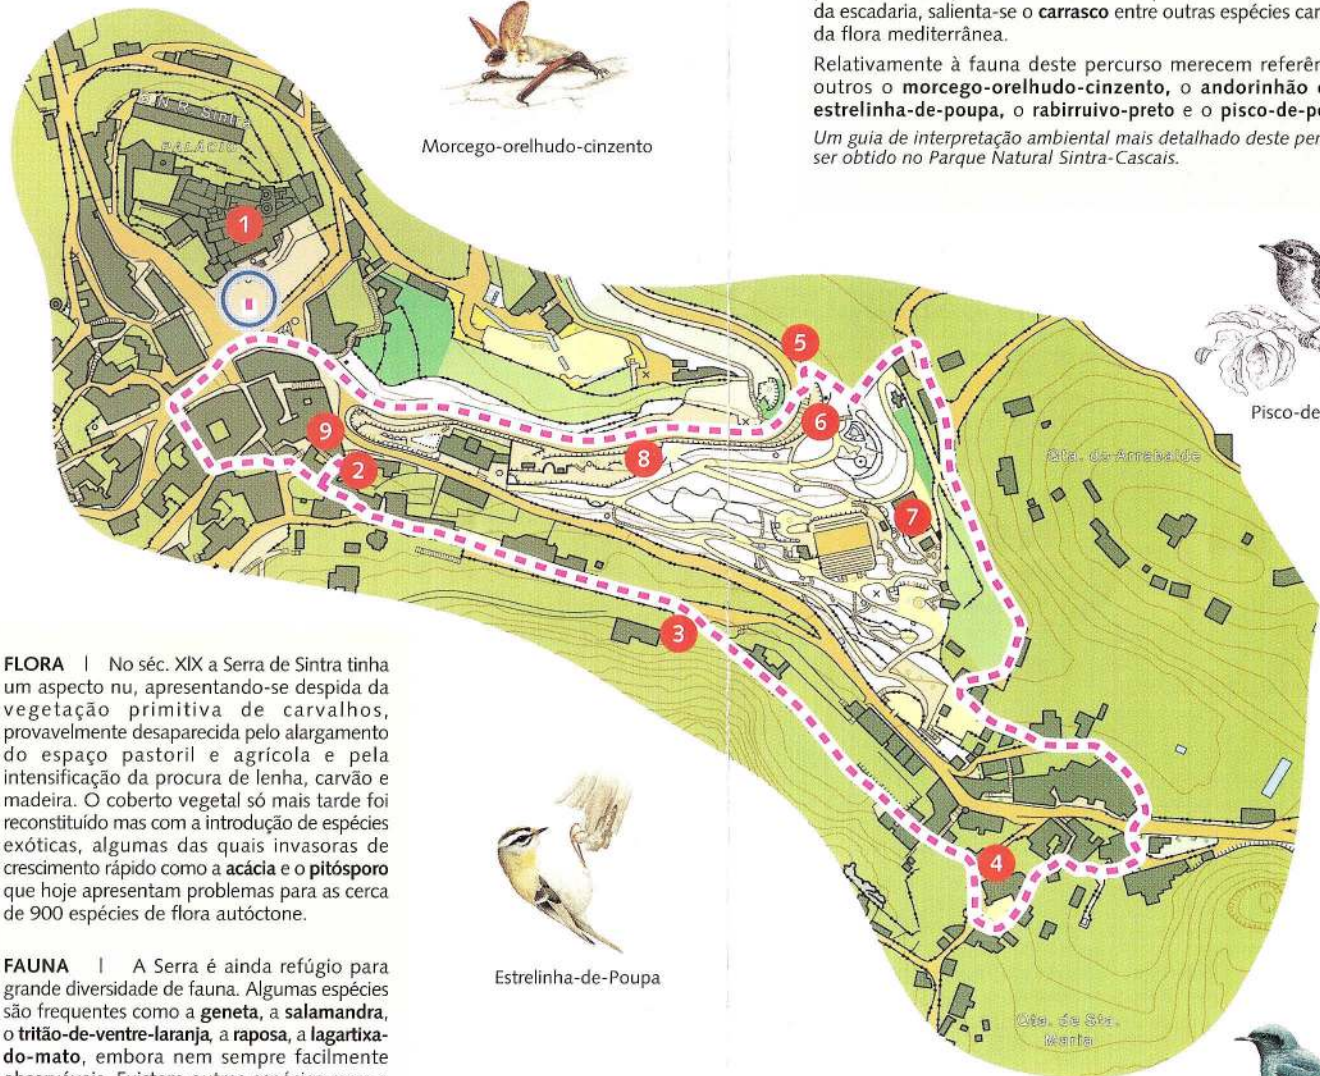 da escadaria, salienta-se o carrasco entre outras espécies car
da flora mediterrânea.
Relativamente à fauna deste percurso merecem referên
outros o morcego-orelhudo-cinzento, o andorinhão
estrelinha-de-poupa, o rabirruivo-preto e o pisco-de-pe
Um guia de interpretação ambiental mais detalhado deste per
ser obtido no Parque Natural Sintra-Cascais.
Morcego-orelhudo-cinzento
P.N.R. Sintra
PALÁCIO
1
5
Pisco-de
6
9
2
8
Qta. do Arrebalde
7
3
4
Qta. de Sta.
Maria
FLORA | No séc. XIX a Serra de Sintra tinha
um aspecto nu, apresentando-se despida da
vegetação primitiva de carvalhos,
provavelmente desaparecida pelo alargamento
do espaço pastoril e agrícola e pela
intensificação da procura de lenha, carvão e
madeira. O coberto vegetal só mais tarde foi
reconstituído mas com a introdução de espécies
exóticas, algumas das quais invasoras de
crescimento rápido como a acácia e o pitósporo
que hoje apresentam problemas para as cerca
de 900 espécies de flora autóctone.
FAUNA | A Serra é ainda refúgio para
grande diversidade de fauna. Algumas espécies
são frequentes como a geneta, a salamandra,
o tritão-de-ventre-laranja, a raposa, a lagartixa-
do-mato, embora nem sempre facilmente
Estrelinha-de-Poupa